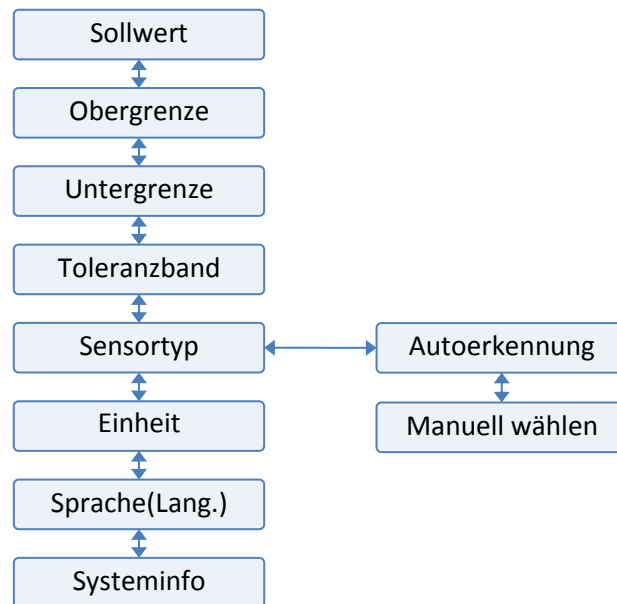 Sollwert
Obergrenze
Untergrenze
Toleranzband
Sensortyp
Autoerkennung
Einheit
Manuell wählen
Sprache(Lang.)
Systeminfo